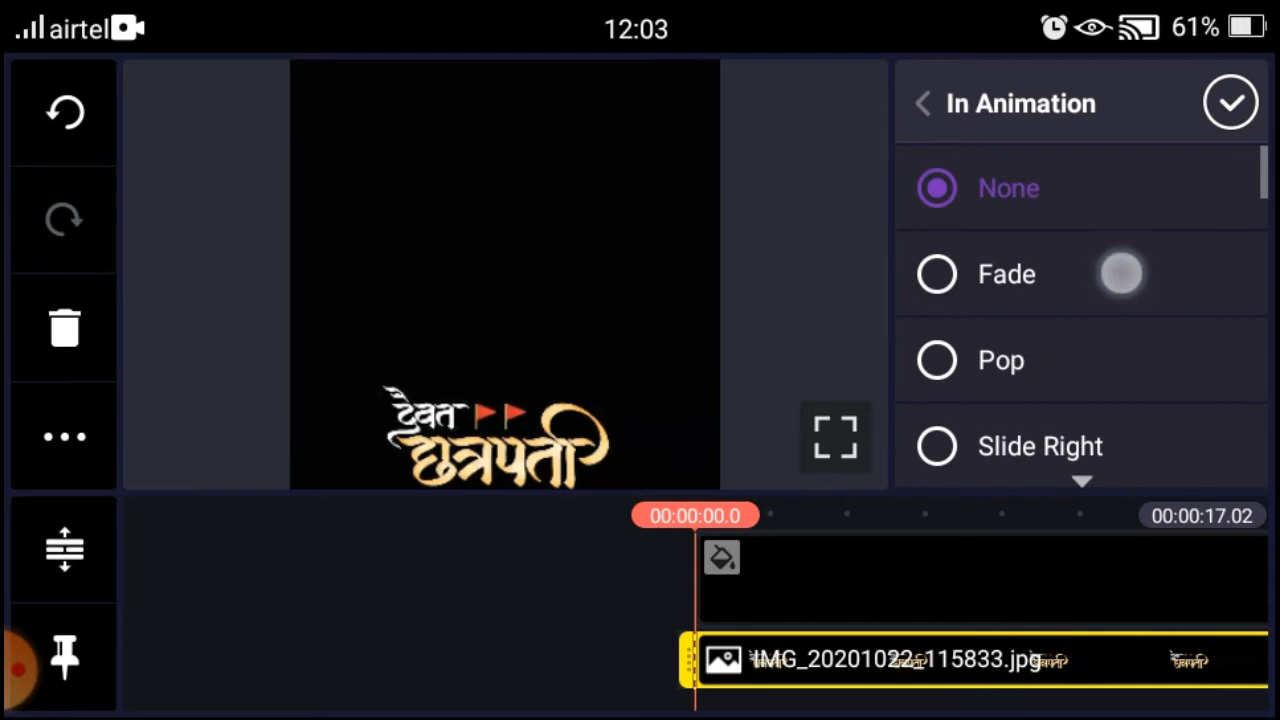 airtel
12:03
61%
In Animation
None
Fade
Pop
Slide Right
दैवत
छत्रपती
00:00:00.0
00:00:17.02
IMG_20201022_115833.jpg